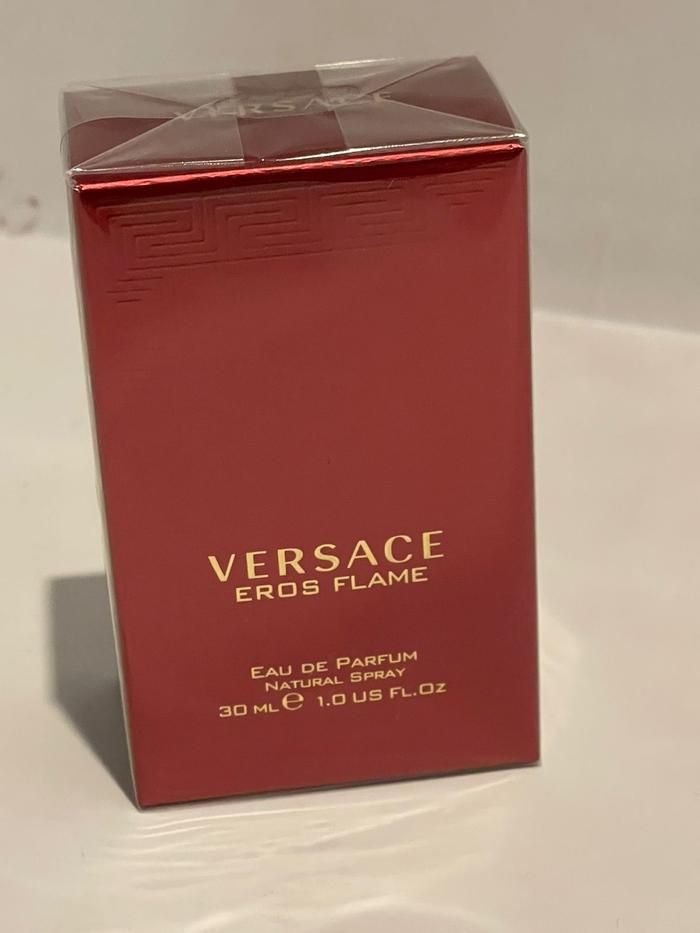 VERSACE
VERSACE
EROS FLAME
EAU DE PARFUM
NATURAL SPRAY
30 ML ℮ 1.0 US FL.OZ